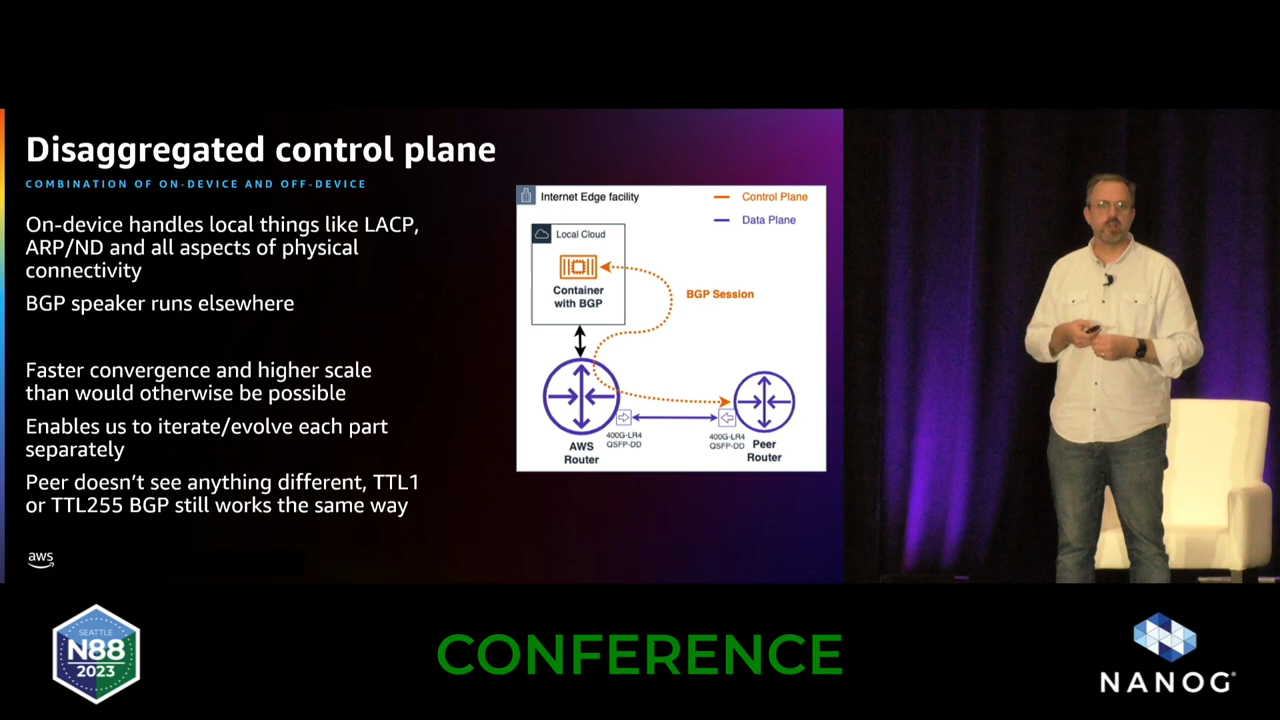 Disaggregated control plane
COMBINATION OF ON-DEVICE AND OFF-DEVICE
On-device handles local things like LACP,
ARP/ND and all aspects of physical
connectivity
BGP speaker runs elsewhere
Faster convergence and higher scale
than would otherwise be possible
Enables us to iterate/evolve each part
separately
Peer doesn’t see anything different, TTL1
or TTL255 BGP still works the same way
aws
Internet Edge facility
Control Plane
Data Plane
Local Cloud
Container
with BGP
BGP Session
400G-LR4
QSFP-DD
400G-LR4
QSFP-DD
AWS
Router
Peer
Router
SEATTLE
N88
2023
CONFERENCE
NANOG